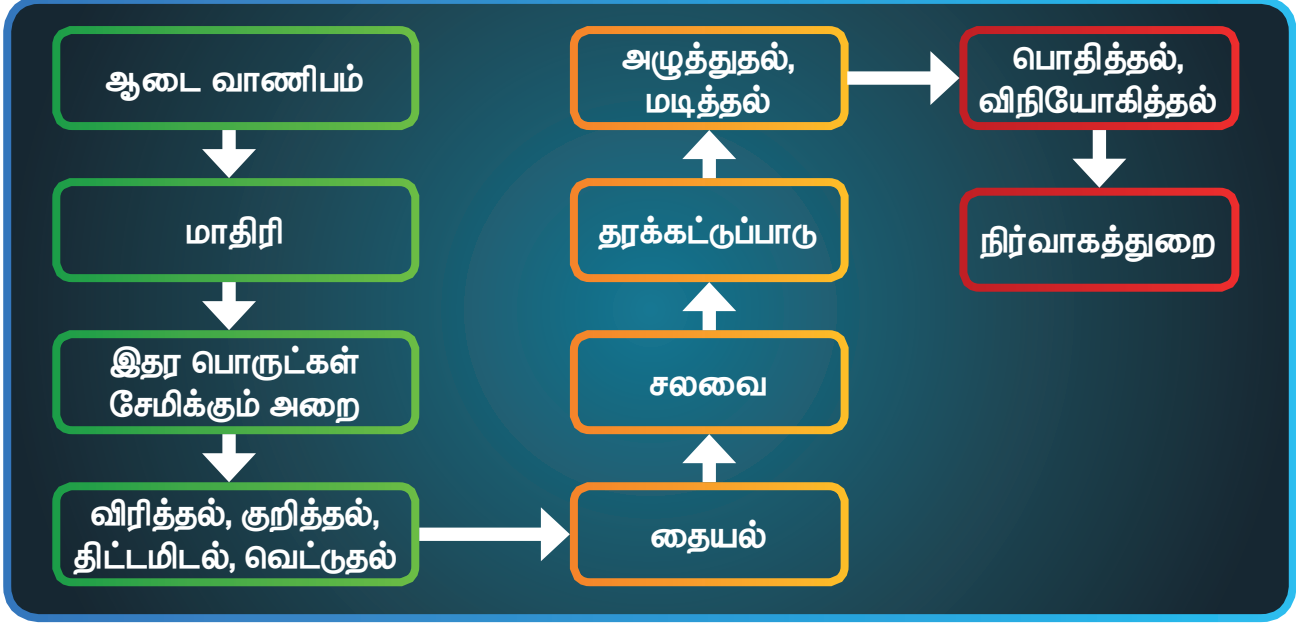 ஆடை வாணிபம்
மாதிரி
இதர பொருட்கள்
சேமிக்கும் அறை
விரித்தல், குறித்தல்,
திட்டமிடல், வெட்டுதல்
தையல்
சலவை
தரக்கட்டுப்பாடு
அழுத்துதல்,
மடித்தல்
பொதித்தல்,
விநியோகித்தல்
நிர்வாகத்துறை